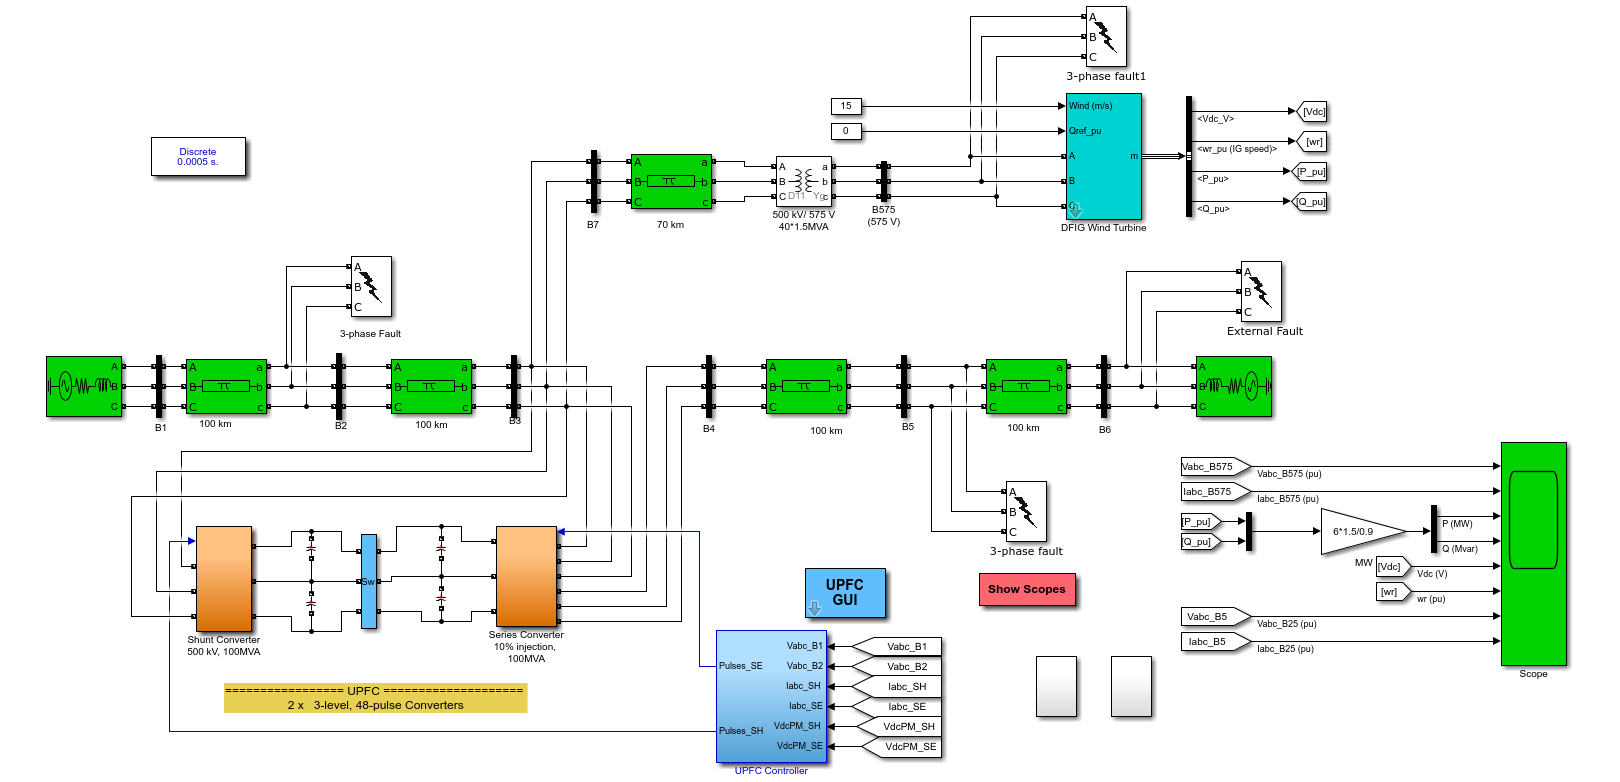 A
B
C
3-phase fault1
15
0
Wind (m/s)
Qref_pu
A
B
C
m
DFIG Wind Turbine
<Vdc_V>
<wr_pu (IG speed)>
<P_pu>
<Q_pu>
[Vdc]
[wr]
[P_pu]
[Q_pu]
Discrete
0.0005 s.
B7
A
B
C
a
b
c
70 km
A
B
C
a
b
c
D11 Yg
500 kV/ 575 V
40*1.5MVA
B575
(575 V)
A
B
C
3-phase Fault
A
B
C
External Fault
A
B
C
B1
A
B
C
a
b
c
100 km
B2
A
B
C
a
b
c
100 km
B3
B4
A
B
C
a
b
c
100 km
B5
A
B
C
a
b
c
100 km
B6
A
B
C
A
B
C
3-phase fault
Vabc_B575
Vabc_B575 (pu)
Iabc_B575
Iabc_B575 (pu)
[P_pu]
[Q_pu]
6*1.5/0.9
P (MW)
Q (Mvar)
MW
[Vdc]
Vdc (V)
[wr]
wr (pu)
Vabc_B5
Vabc_B25 (pu)
Iabc_B5
Iabc_B25 (pu)
Scope
Shunt Converter
500 kV, 100MVA
Sw
Series Converter
10% injection,
100MVA
UPFC
GUI
Show Scopes
Pulses_SE
Pulses_SH
Vabc_B1
Vabc_B2
Iabc_SH
Iabc_SE
VdcPM_SH
VdcPM_SE
Vabc_B1
Vabc_B2
Iabc_SH
Iabc_SE
VdcPM_SH
VdcPM_SE
UPFC Controller
================= UPFC ====================
2 x 3-level, 48-pulse Converters